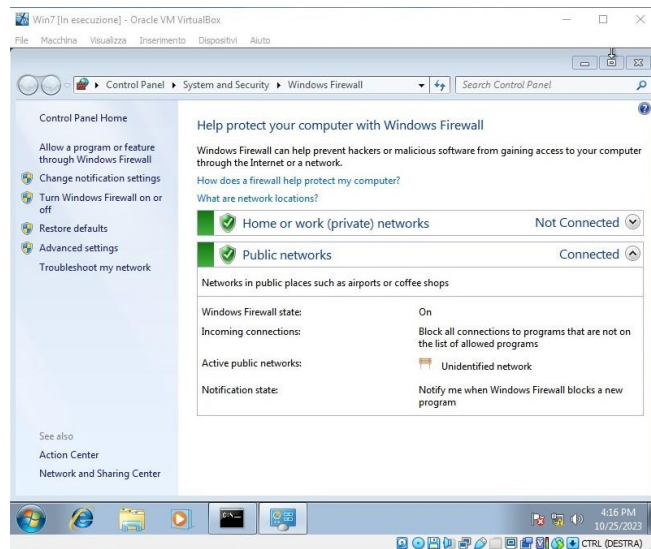 Win7 [In esecuzione] - Oracle VM VirtualBox
File Macchina Visualizza Inserimento Dispositivi Aiuto
Control Panel System and Security Windows Firewall Search Control Panel
Control Panel Home
Allow a program or feature
through Windows Firewall
Change notification settings
Turn Windows Firewall on or
off
Restore defaults
Advanced settings
Troubleshoot my network
See also
Action Center
Network and Sharing Center
Help protect your computer with Windows Firewall
Windows Firewall can help prevent hackers or malicious software from gaining access to your computer
through the Internet or a network.
How does a firewall help protect my computer?
What are network locations?
Home or work (private) networks Not Connected
Public networks Connected
Networks in public places such as airports or coffee shops
Windows Firewall state: On
Incoming connections: Block all connections to programs that are not on
the list of allowed programs
Active public networks: Unidentified network
Notification state: Notify me when Windows Firewall blocks a new
program
4:16 PM
10/25/2023
CTRL (DESTRA)